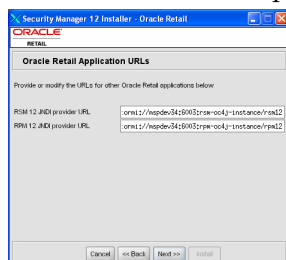 Security Manager 12 Installer - Oracle Retail
ORACLE
RETAIL
Oracle Retail Application URLs
Provide or modify the URLs for other Oracle Retail applications below
RSM 12 JNDI provider URL :ormi://mspdev34:6003:rsm-oc4j-instance/rsm12
RPM 12 JNDI provider URL :ormi://mspdev34:6003:rpm-oc4j-instance/rpm12
Cancel << Back Next >> Install